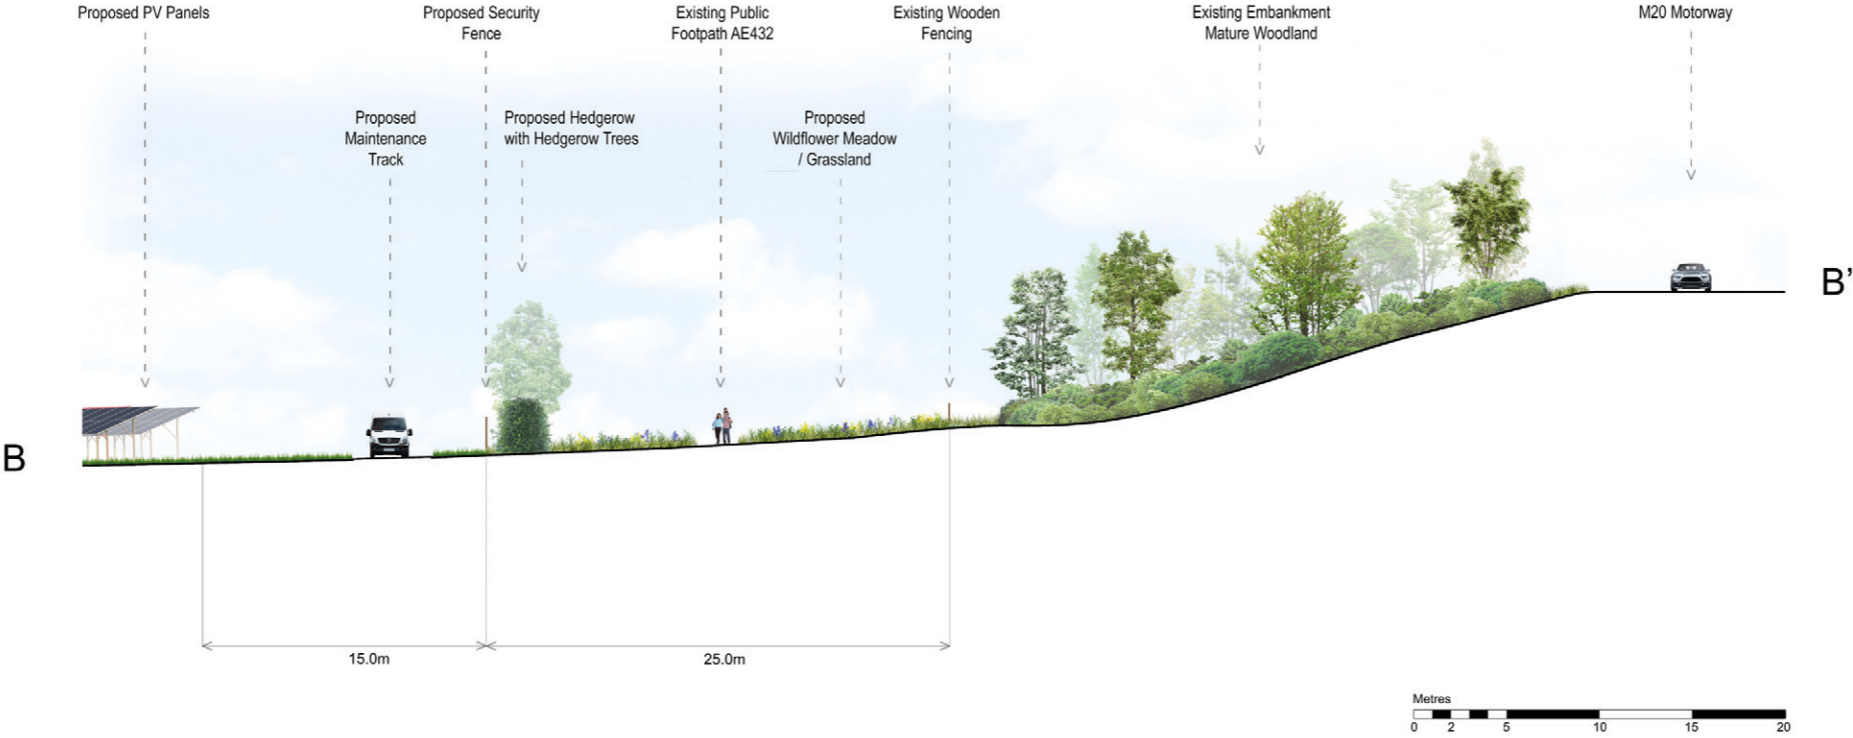 Proposed PV Panels
Proposed Security
Fence
Existing Public
Footpath AE432
Existing Wooden
Fencing
Existing Embankment
Mature Woodland
M20 Motorway
Proposed
Maintenance
Track
Proposed Hedgerow
with Hedgerow Trees
Proposed
Wildflower Meadow
/ Grassland
B
B’
15.0m
25.0m
Metres
0 2 5 10 15 20